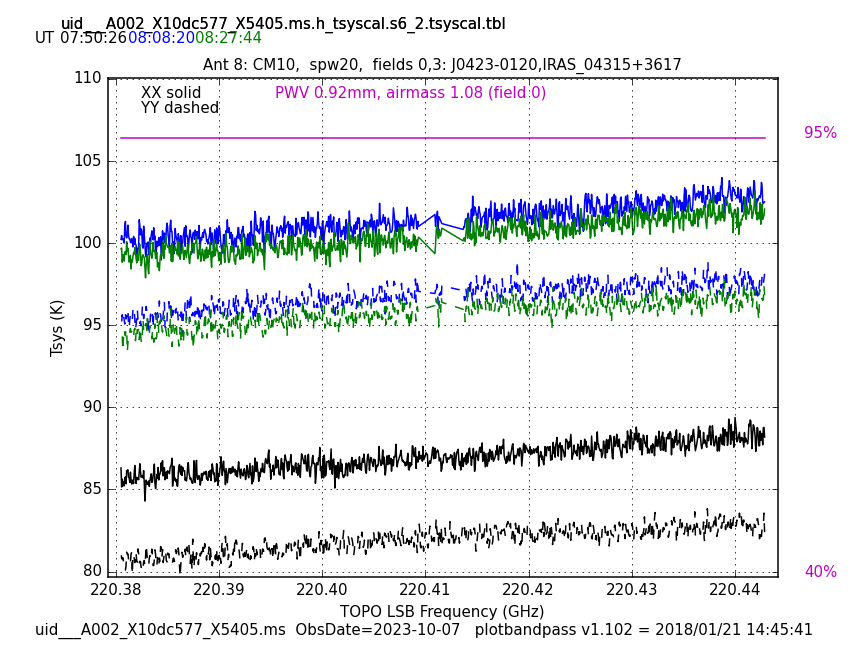 uid___A002_X10dc577_X5405.ms.h_tsyscal.s6_2.tsyscal.tbl
UT 07:50:26 08:08:20 08:27:44
Ant 8: CM10,  spw20,  fields 0,3: J0423-0120,IRAS_04315+3617
110
XX solid PWV 0.92mm, airmass 1.08 (field 0)
YY dashed
95%
105
100
95
Tsys (K)
90
85
80
40%
220.38 220.39 220.40 220.41 220.42 220.43 220.44
TOPO LSB Frequency (GHz)
uid___A002_X10dc577_X5405.ms  ObsDate=2023-10-07   plotbandpass v1.102 = 2018/01/21 14:45:41